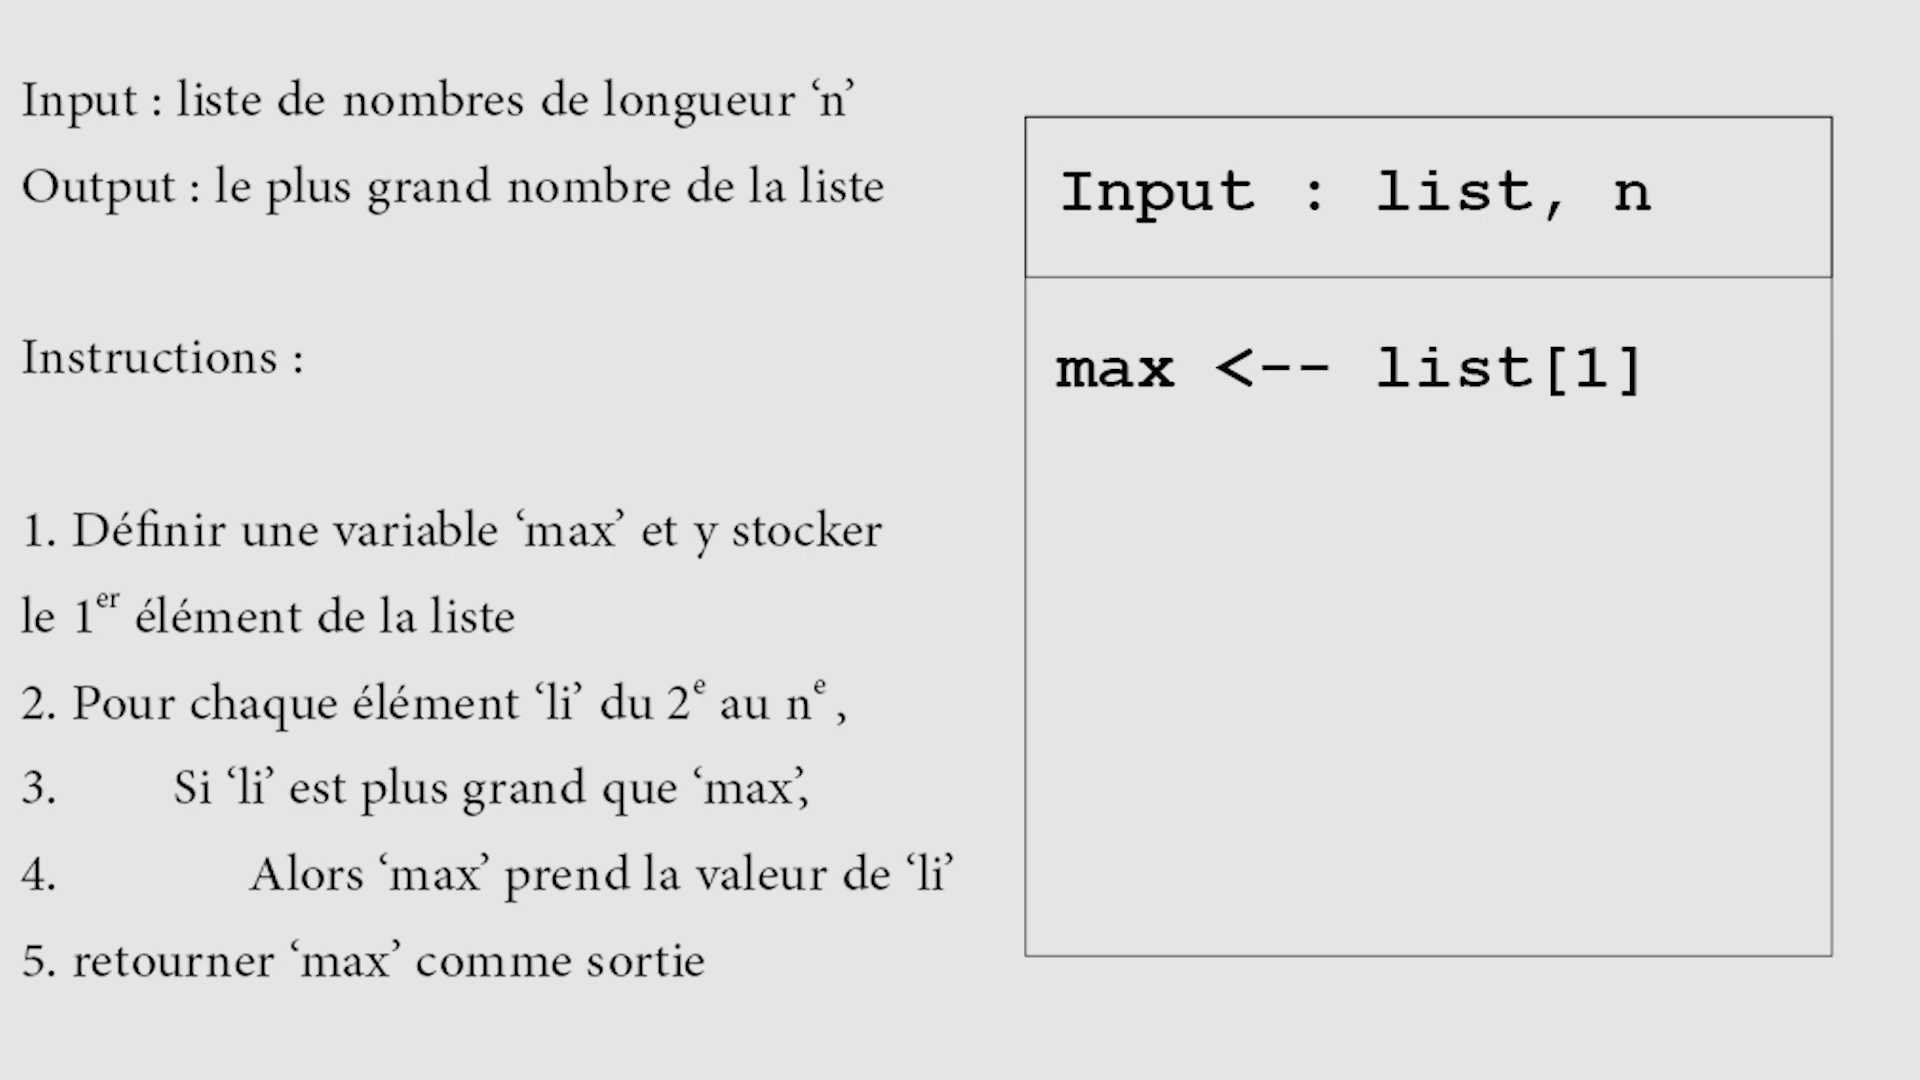 Input : liste de nombres de longueur ‘n’
Output : le plus grand nombre de la liste
Instructions :
1. Définir une variable ‘max’ et y stocker
le 1er élément de la liste
2. Pour chaque élément ‘li’ du 2e au ne ,
3. Si ‘li’ est plus grand que ‘max’,
4. Alors ‘max’ prend la valeur de ‘li’
5. retourner ‘max’ comme sortie
Input : list, n
max <-- list[1]